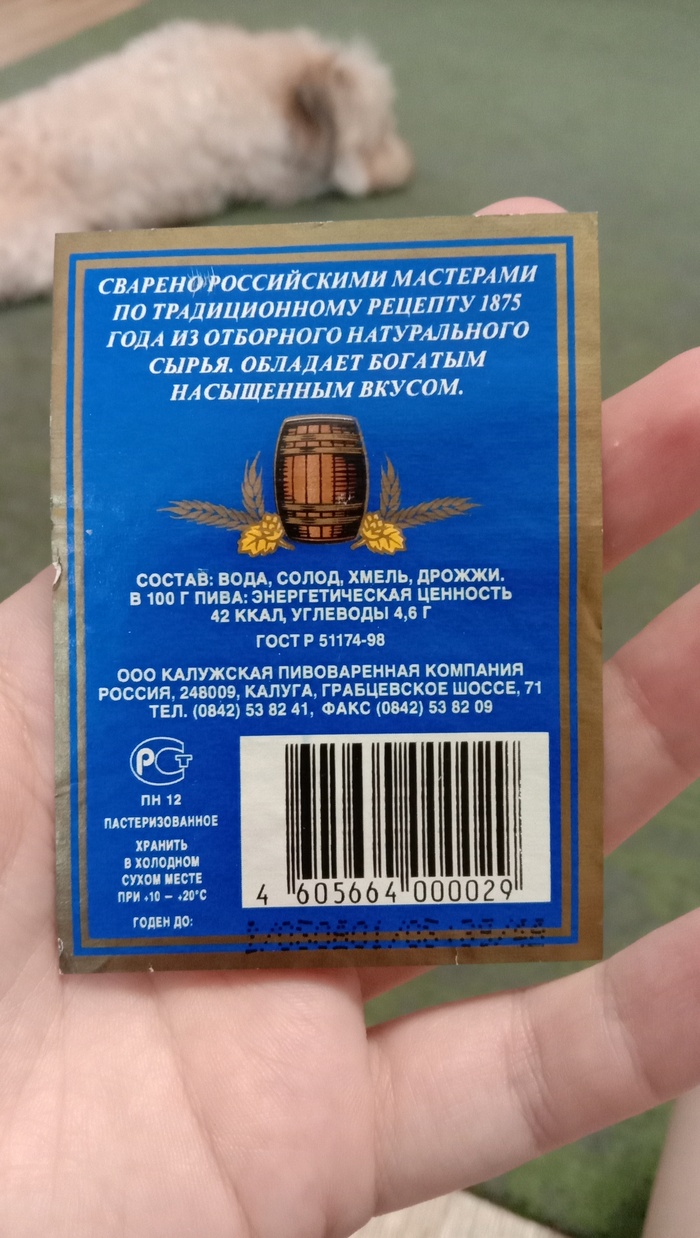 СВАРЕНО РОССИЙСКИМИ МАСТЕРАМИ
ПО ТРАДИЦИОННОМУ РЕЦЕПТУ 1875
ГОДА ИЗ ОТБОРНОГО НАТУРАЛЬНОГО
СЫРЬЯ. ОБЛАДАЕТ БОГАТЫМ
НАСЫЩЕННЫМ ВКУСОМ.
СОСТАВ: ВОДА, СОЛОД, ХМЕЛЬ, ДРОЖЖИ.
В 100 Г ПИВА: ЭНЕРГЕТИЧЕСКАЯ ЦЕННОСТЬ
42 ККАЛ, УГЛЕВОДЫ 4,6 Г
ГОСТ Р 51174-98
ООО КАЛУЖСКАЯ ПИВОВАРЕННАЯ КОМПАНИЯ
РОССИЯ, 248009, КАЛУГА, ГРАБЦЕВСКОЕ ШОССЕ, 71
ТЕЛ. (0842) 53 82 41, ФАКС (0842) 53 82 09
РСТ
ПН 12
ПАСТЕРИЗОВАННОЕ
ХРАНИТЬ
В ХОЛОДНОМ
СУХОМ МЕСТЕ
ПРИ +10 — +20°С
ГОДЕН ДО:
4 605664 000029